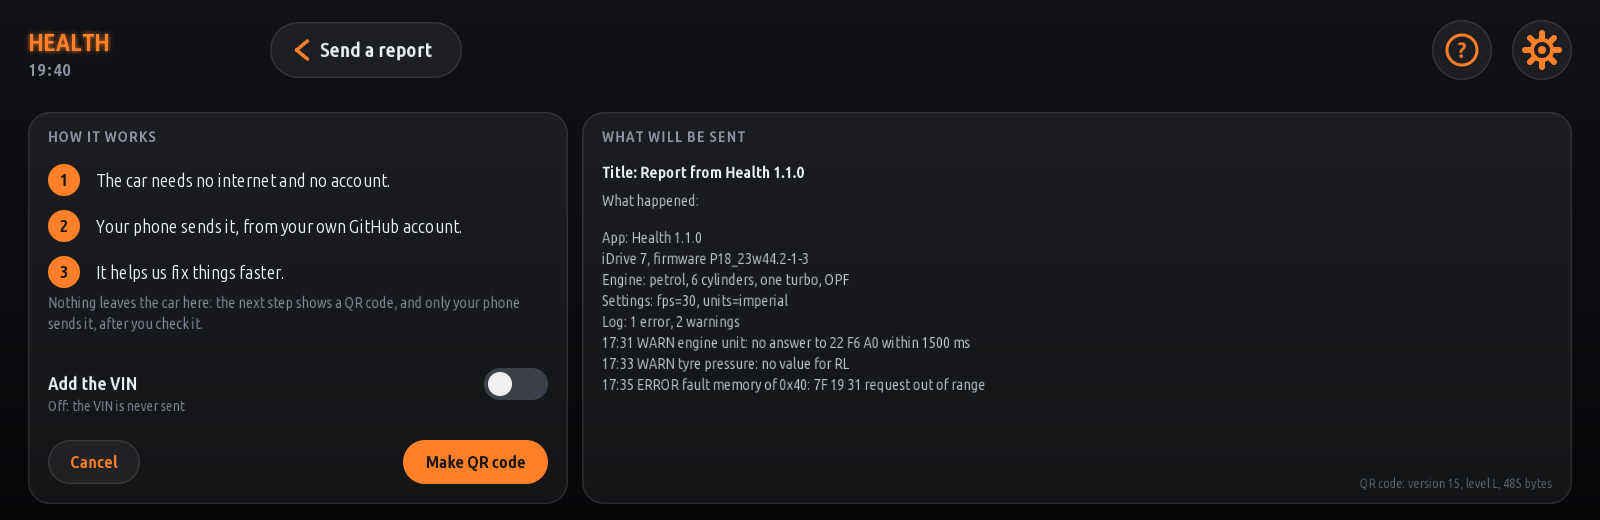 HEALTH
19:40
Send a report
?
HOW IT WORKS
1 The car needs no internet and no account.
2 Your phone sends it, from your own GitHub account.
3 It helps us fix things faster.
Nothing leaves the car here: the next step shows a QR code, and only your phone
sends it, after you check it.
Add the VIN
Off: the VIN is never sent
Cancel
Make QR code
WHAT WILL BE SENT
Title: Report from Health 1.1.0
What happened:
App: Health 1.1.0
iDrive 7, firmware P18_23w44.2-1-3
Engine: petrol, 6 cylinders, one turbo, OPF
Settings: fps=30, units=imperial
Log: 1 error, 2 warnings
17:31 WARN engine unit: no answer to 22 F6 A0 within 1500 ms
17:33 WARN tyre pressure: no value for RL
17:35 ERROR fault memory of 0x40: 7F 19 31 request out of range
QR code: version 15, level L, 485 bytes